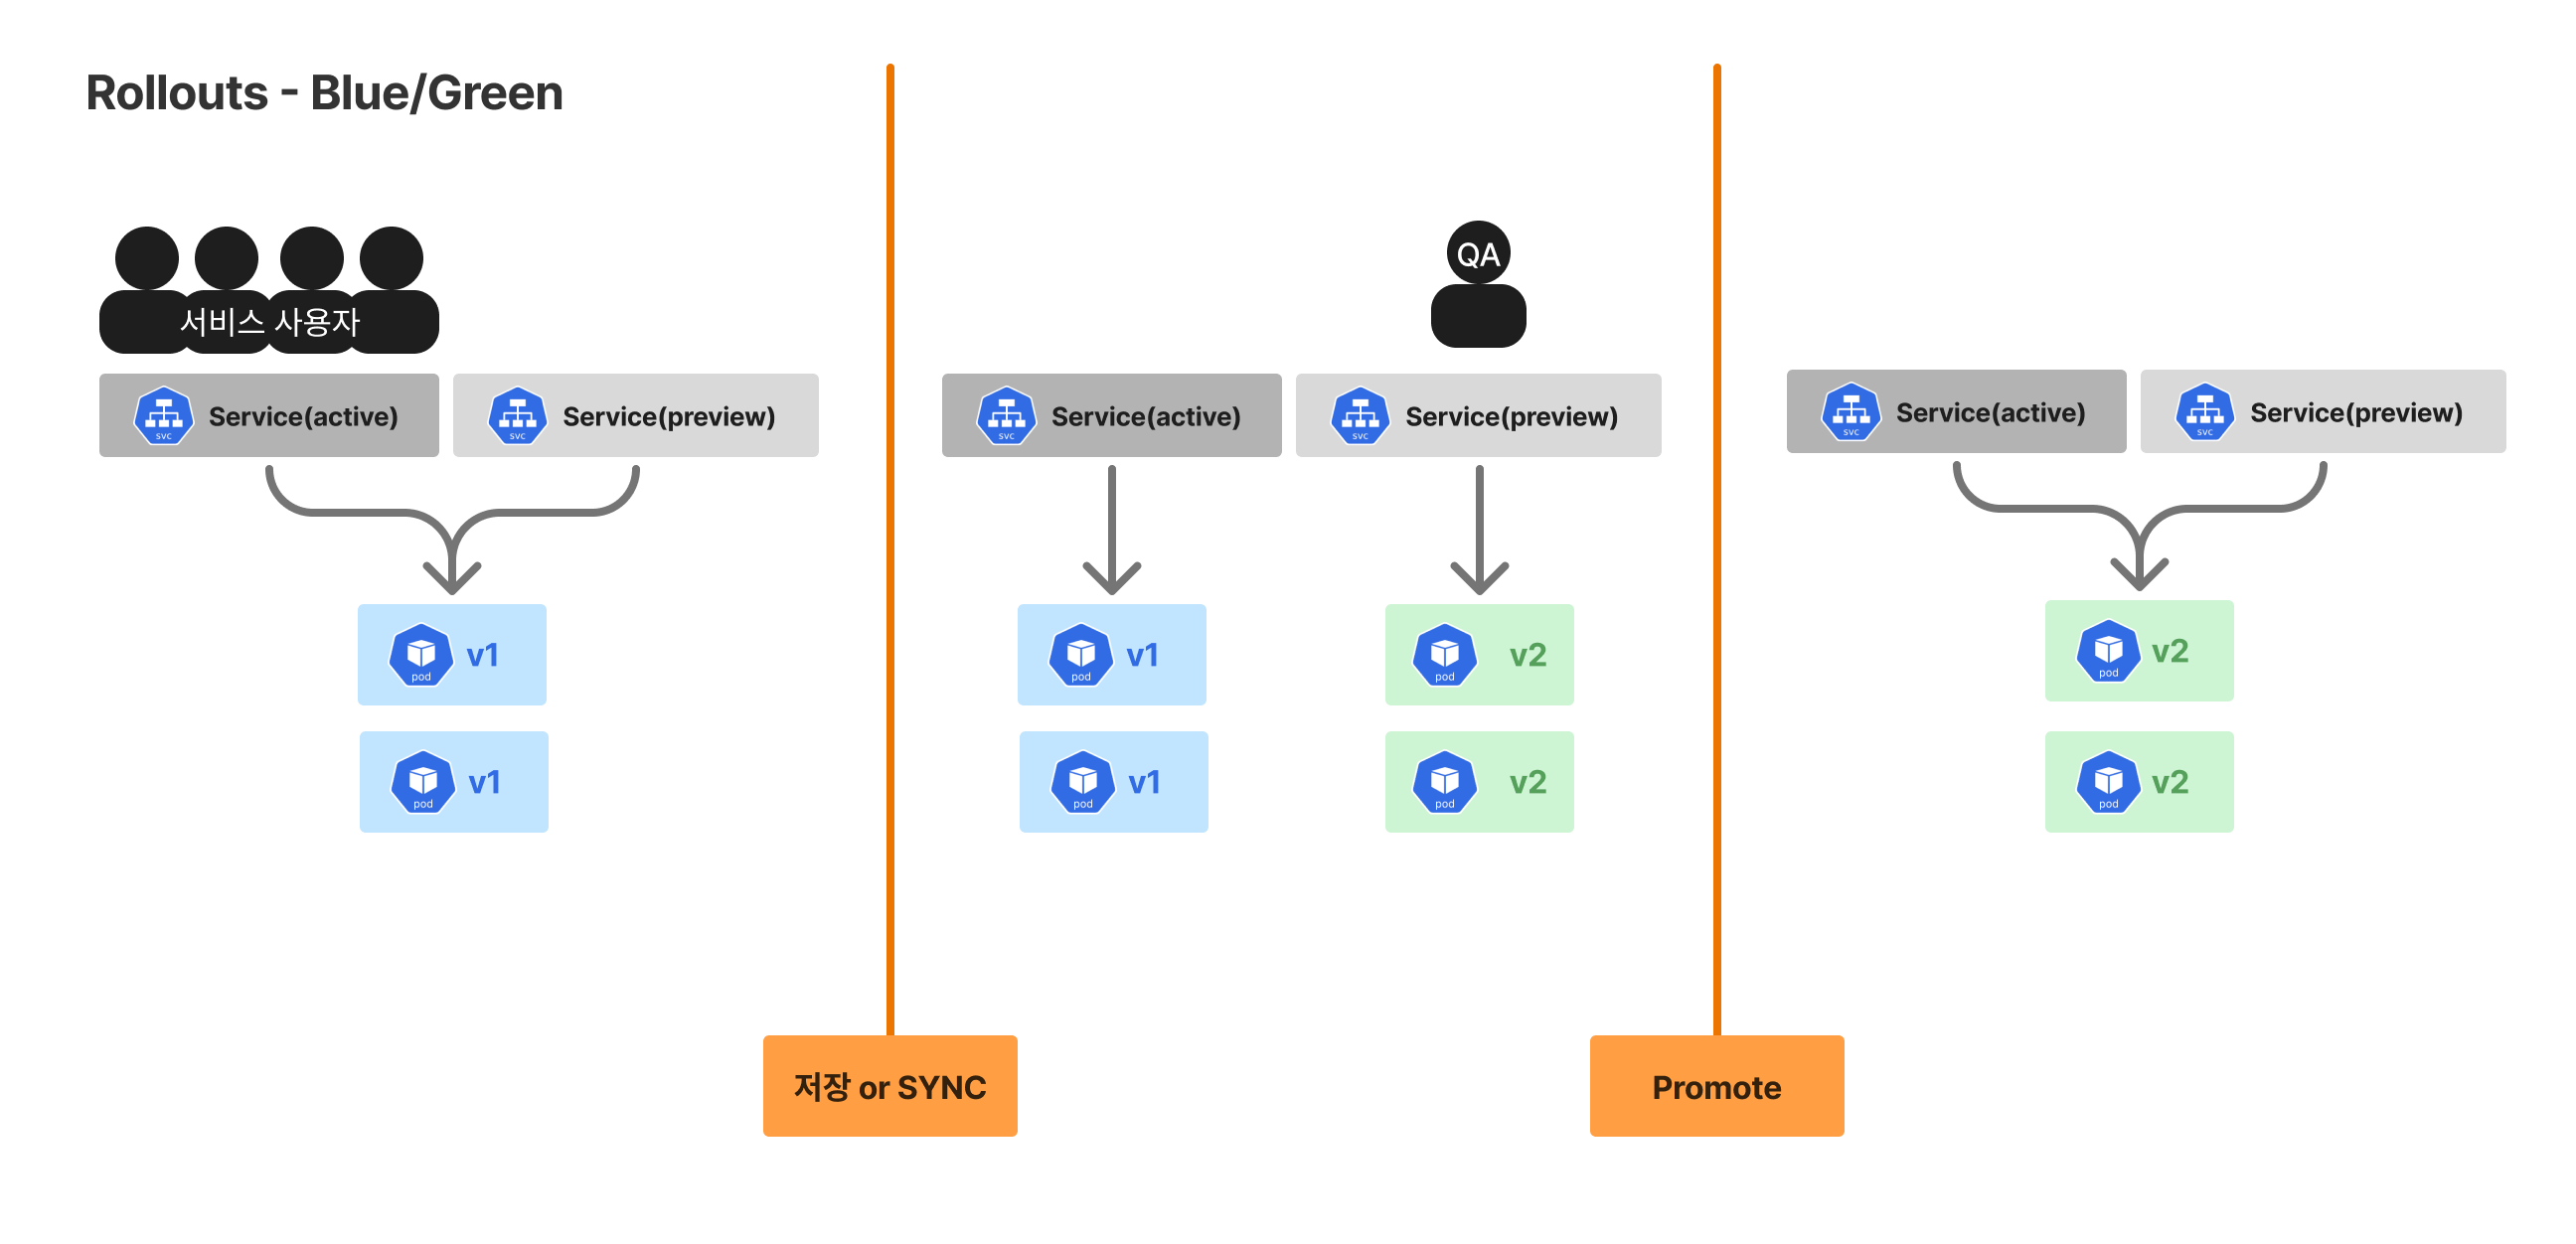 Rollouts - Blue/Green
서비스 사용자
svc Service(active)
svc Service(preview)
pod v1
pod v1
QA
svc Service(active)
svc Service(preview)
pod v1
pod v2
pod v1
pod v2
svc Service(active)
svc Service(preview)
pod v2
pod v2
저장 or SYNC
Promote